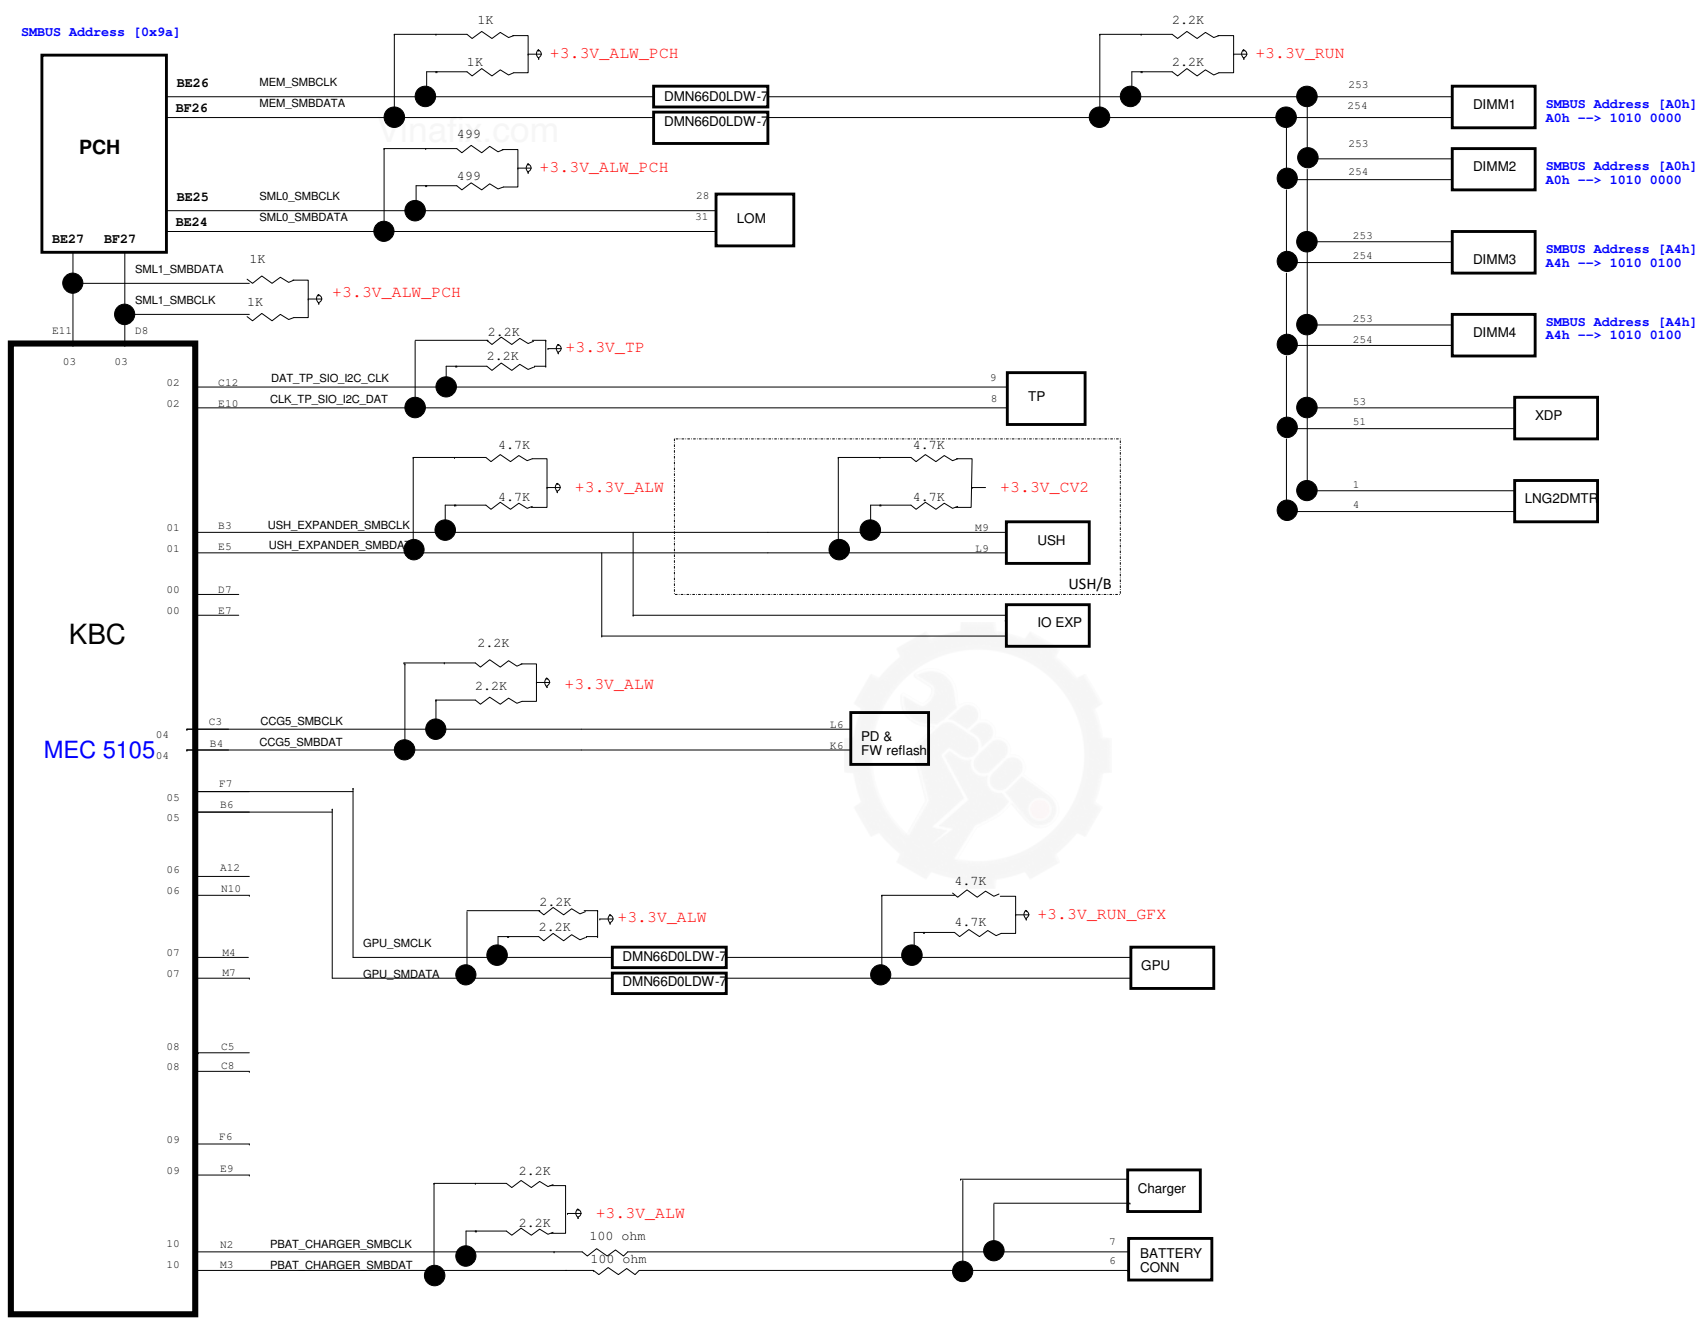 SMBUS Address [0x9a]
PCH
BE26
MEM_SMBCLK
BF26
MEM_SMBDATA
1K
1K
+3.3V_ALW_PCH
DMN66D0LDW-7
DMN66D0LDW-7
2.2K
2.2K
+3.3V_RUN
253
254
DIMM1
SMBUS Address [A0h]
A0h --> 1010 0000
253
254
DIMM2
SMBUS Address [A0h]
A0h --> 1010 0000
253
254
DIMM3
SMBUS Address [A4h]
A4h --> 1010 0100
253
254
DIMM4
SMBUS Address [A4h]
A4h --> 1010 0100
53
51
XDP
1
4
LNG2DMTR
vinafix.com
499
499
+3.3V_ALW_PCH
BE25
SML0_SMBCLK
BE24
SML0_SMBDATA
28
31
LOM
BE27
BF27
SML1_SMBDATA
1K
SML1_SMBCLK
1K
+3.3V_ALW_PCH
E11
D8
03
03
KBC
MEC 5105
2.2K
2.2K
+3.3V_TP
02
C12
DAT_TP_SIO_I2C_CLK
02
E10
CLK_TP_SIO_I2C_DAT
9
8
TP
4.7K
4.7K
+3.3V_ALW
4.7K
4.7K
+3.3V_CV2
01
B3
USH_EXPANDER_SMBCLK
01
E5
USH_EXPANDER_SMBDA
M9
L9
USH
USH/B
00
D7
00
E7
IO EXP
2.2K
2.2K
+3.3V_ALW
04
C3
CCG5_SMBCLK
04
B4
CCG5_SMBDAT
L6
K6
PD &
FW reflash
05
F7
05
B6
06
A12
06
N10
2.2K
2.2K
+3.3V_ALW
4.7K
4.7K
+3.3V_RUN_GFX
GPU_SMCLK
GPU_SMDATA
DMN66D0LDW-7
DMN66D0LDW-7
GPU
07
M4
07
M7
08
C5
08
C8
09
F6
09
E9
2.2K
2.2K
+3.3V_ALW
100 ohm
100 ohm
10
N2
PBAT_CHARGER_SMBCLK
10
M3
PBAT_CHARGER_SMBDAT
Charger
7
6
BATTERY
CONN